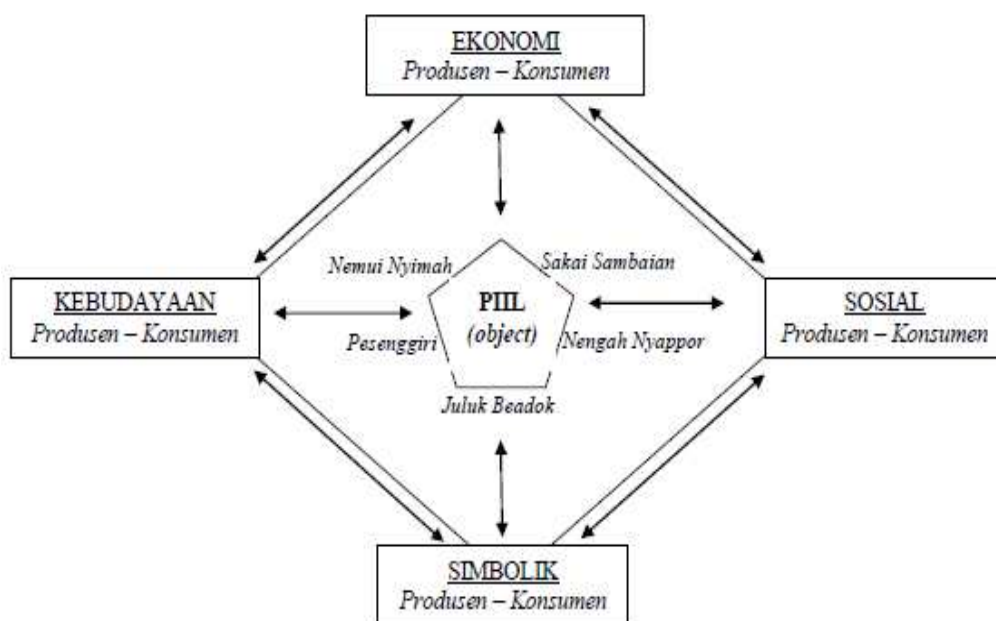 EKONOMI
Produsen – Konsumen
Nemui Nyimah
Sakai Sambaian
KEBUDAYAAN
Produsen – Konsumen
PIIL
(object)
SOSIAL
Produsen – Konsumen
Pesenggiri
Nengah Nyappor
Juluk Beadok
SIMBOLIK
Produsen – Konsumen